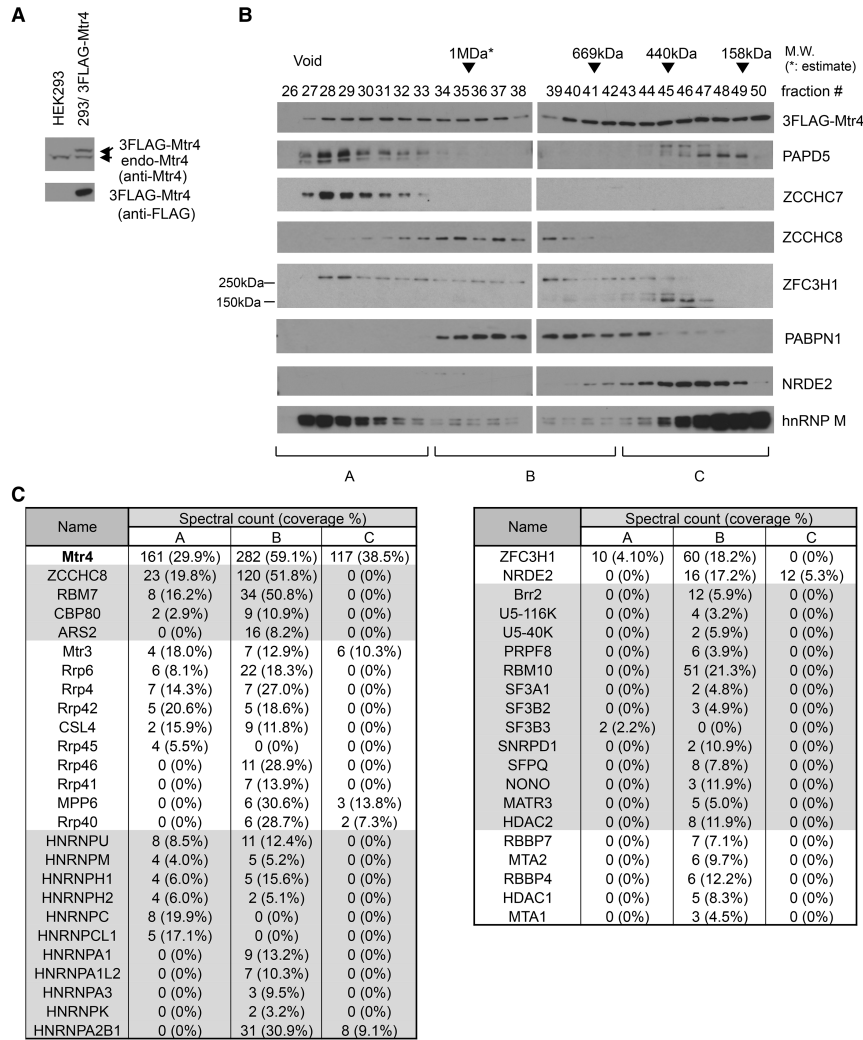 A
HEK293
293/ 3FLAG-Mtr4
3FLAG-Mtr4
endo-Mtr4
(anti-Mtr4)
3FLAG-Mtr4
(anti-FLAG)
B
Void
1MDa*
669kDa
440kDa
158kDa
M.W.
(*: estimate)
26 27 28 29 30 31 32 33 34 35 36 37 38 39 40 41 42 43 44 45 46 47 48 49 50 fraction #
3FLAG-Mtr4
PAPD5
ZCCHC7
ZCCHC8
250kDa
150kDa
ZFC3H1
PABPN1
NRDE2
hnRNP M
A B C
C
Name Spectral count (coverage %)
A B C
Mtr4 161 (29.9%) 282 (59.1%) 117 (38.5%)
ZCCHC8 23 (19.8%) 120 (51.8%) 0 (0%)
RBM7 8 (16.2%) 34 (50.8%) 0 (0%)
CBP80 2 (2.9%) 9 (10.9%) 0 (0%)
ARS2 0 (0%) 16 (8.2%) 0 (0%)
Mtr3 4 (18.0%) 7 (12.9%) 6 (10.3%)
Rrp6 6 (8.1%) 22 (18.3%) 0 (0%)
Rrp4 7 (14.3%) 7 (27.0%) 0 (0%)
Rrp42 5 (20.6%) 5 (18.6%) 0 (0%)
CSL4 2 (15.9%) 9 (11.8%) 0 (0%)
Rrp45 4 (5.5%) 0 (0%) 0 (0%)
Rrp46 0 (0%) 11 (28.9%) 0 (0%)
Rrp41 0 (0%) 7 (13.9%) 0 (0%)
MPP6 0 (0%) 6 (30.6%) 3 (13.8%)
Rrp40 0 (0%) 6 (28.7%) 2 (7.3%)
HNRNPU 8 (8.5%) 11 (12.4%) 0 (0%)
HNRNPM 4 (4.0%) 5 (5.2%) 0 (0%)
HNRNPH1 4 (6.0%) 5 (15.6%) 0 (0%)
HNRNPH2 4 (6.0%) 2 (5.1%) 0 (0%)
HNRNPC 8 (19.9%) 0 (0%) 0 (0%)
HNRNPCL1 5 (17.1%) 0 (0%) 0 (0%)
HNRNPA1 0 (0%) 9 (13.2%) 0 (0%)
HNRNPA1L2 0 (0%) 7 (10.3%) 0 (0%)
HNRNPA3 0 (0%) 3 (9.5%) 0 (0%)
HNRNPK 0 (0%) 2 (3.2%) 0 (0%)
HNRNPA2B1 0 (0%) 31 (30.9%) 8 (9.1%)
Name Spectral count (coverage %)
A B C
ZFC3H1 10 (4.10%) 60 (18.2%) 0 (0%)
NRDE2 0 (0%) 16 (17.2%) 12 (5.3%)
Brr2 0 (0%) 12 (5.9%) 0 (0%)
U5-116K 0 (0%) 4 (3.2%) 0 (0%)
U5-40K 0 (0%) 2 (5.9%) 0 (0%)
PRPF8 0 (0%) 6 (3.9%) 0 (0%)
RBM10 0 (0%) 51 (21.3%) 0 (0%)
SF3A1 0 (0%) 2 (4.8%) 0 (0%)
SF3B2 0 (0%) 3 (4.9%) 0 (0%)
SF3B3 2 (2.2%) 0 (0%) 0 (0%)
SNRPD1 0 (0%) 2 (10.9%) 0 (0%)
SFPQ 0 (0%) 8 (7.8%) 0 (0%)
NONO 0 (0%) 3 (11.9%) 0 (0%)
MATR3 0 (0%) 5 (5.0%) 0 (0%)
HDAC2 0 (0%) 8 (11.9%) 0 (0%)
RBBP7 0 (0%) 7 (7.1%) 0 (0%)
MTA2 0 (0%) 6 (9.7%) 0 (0%)
RBBP4 0 (0%) 6 (12.2%) 0 (0%)
HDAC1 0 (0%) 5 (8.3%) 0 (0%)
MTA1 0 (0%) 3 (4.5%) 0 (0%)